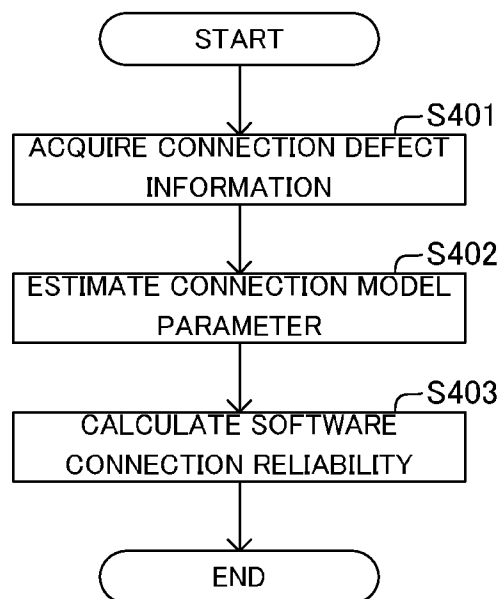 START
S401
ACQUIRE CONNECTION DEFECT
INFORMATION
S402
ESTIMATE CONNECTION MODEL
PARAMETER
S403
CALCULATE SOFTWARE
CONNECTION RELIABILITY
END